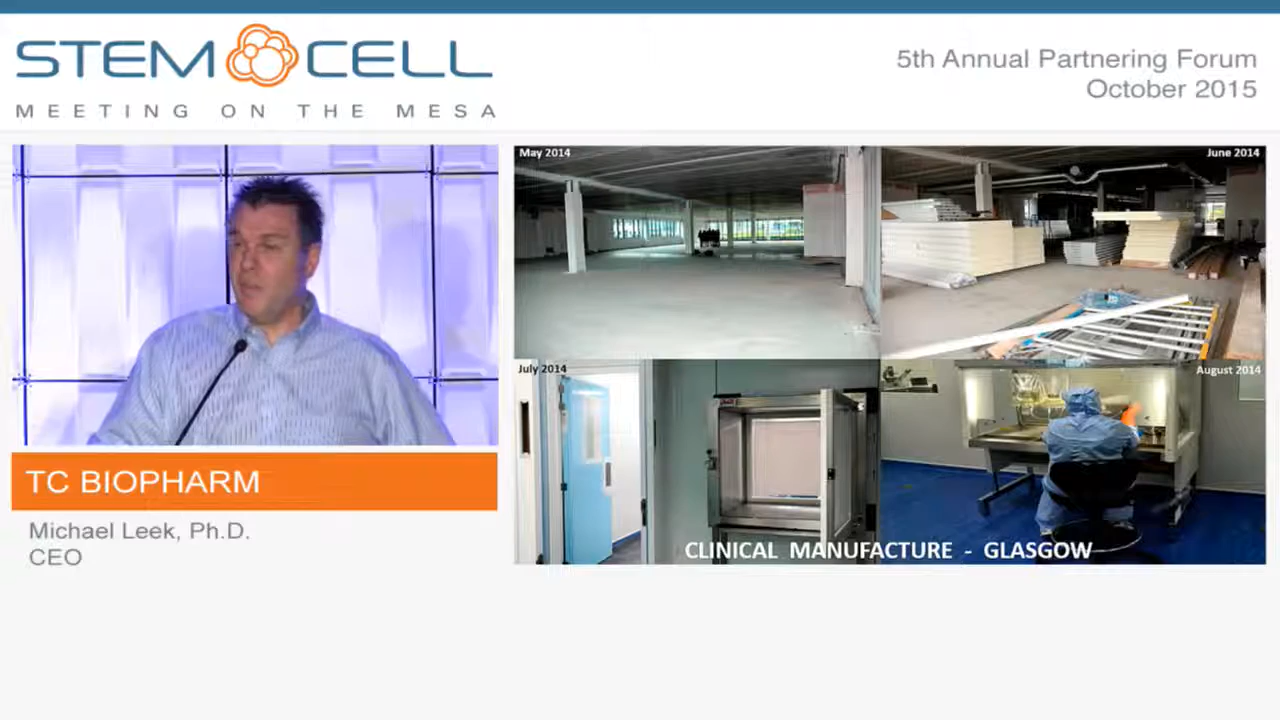 STEM CELL
MEETING ON THE MESA
5th Annual Partnering Forum
October 2015
May 2014
June 2014
July 2014
August 2014
CLINICAL MANUFACTURE - GLASGOW
TC BIOPHARM
Michael Leek, Ph.D.
CEO